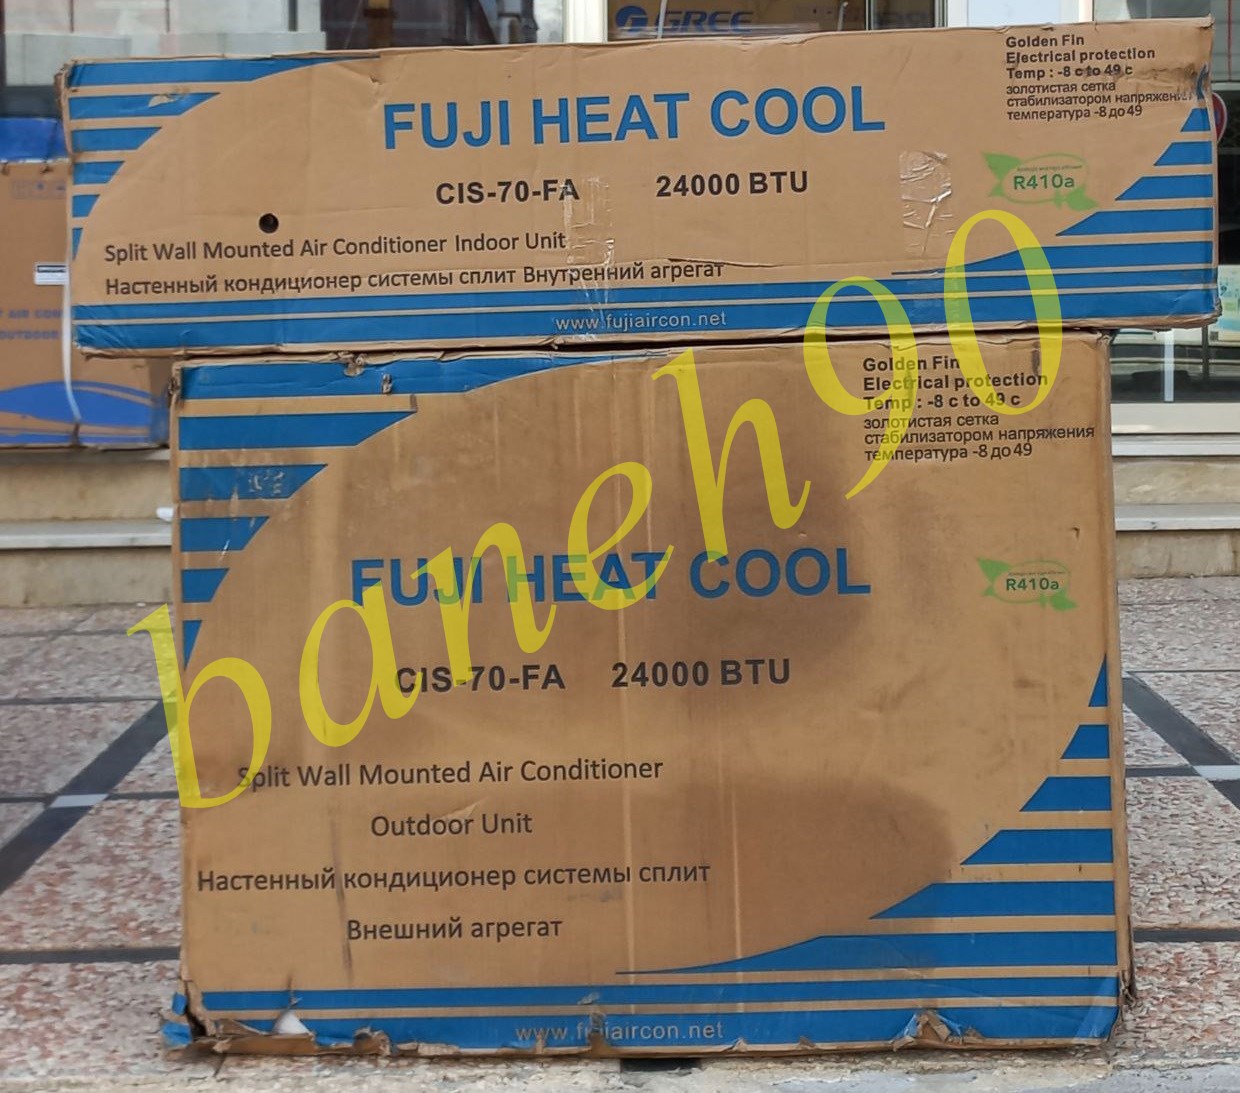 GREE
Golden Fin
Electrical protection
Temp : -8 c to 49 c
золотистая сетка
стабилизатором напряжени
температура -8 до 49
FUJI HEAT COOL
CIS-70-FA 24000 BTU
R410a
Split Wall Mounted Air Conditioner Indoor Unit
Настенный кондиционер системы сплит Внутренний агрегат
www.fujiaircon.net
AIR CON
OUTDOOR
Golden Fin
Electrical protection
Temp : -8 c to 49 c
золотистая сетка
стабилизатором напряжения
температура -8 до 49
baneh90
FUJI HEAT COOL
R410a
CIS-70-FA 24000 BTU
Split Wall Mounted Air Conditioner
Outdoor Unit
Настенный кондиционер системы сплит
Внешний агрегат
www.fujiaircon.net